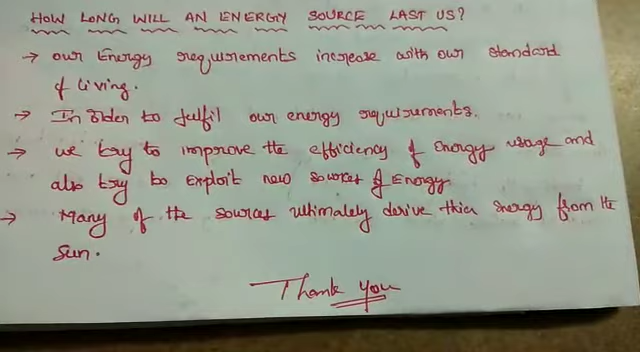 HOW LONG WILL AN ENERGY SOURCE LAST US?
→ our Energy requirements increase with our standard
of living.
→ In order to fulfil our energy requirements.
→ we try to improve the efficiency of energy usage and
also try to exploit new sources of Energy
→ Many of the sources ultimately derive their energy from the
Sun.
Thank you